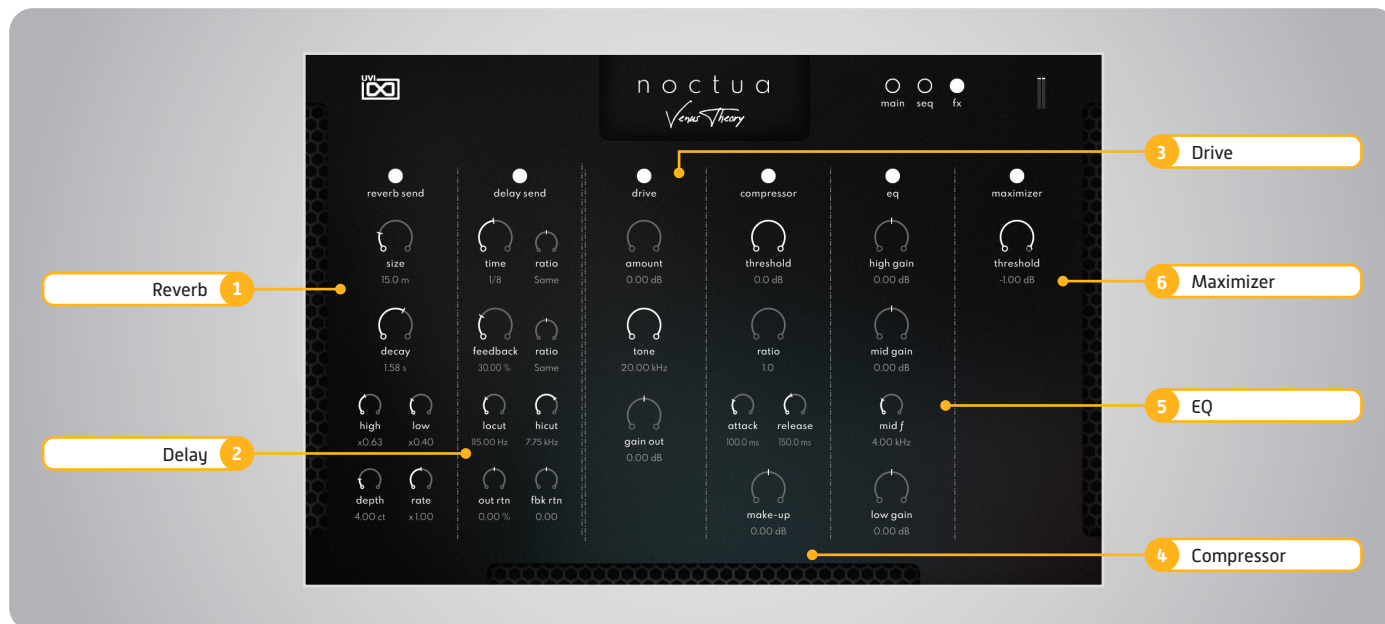 UVI
noctua
Venus Theory
main seq fx
reverb send
size
15.0 m
decay
1.58 s
high low
x0.63 x0.40
depth rate
4.00 ct x1.00
delay send
time ratio
1/8 Same
feedback ratio
30.00 % Same
locut hicut
115.00 Hz 7.75 kHz
out rtn fbk rtn
0.00 % 0.00
drive
amount
0.00 dB
tone
20.00 kHz
gain out
0.00 dB
compressor
threshold
0.0 dB
ratio
1.0
attack release
100.0 ms 150.0 ms
make-up
0.00 dB
eq
high gain
0.00 dB
mid gain
0.00 dB
mid f
4.00 kHz
low gain
0.00 dB
maximizer
threshold
-1.00 dB
Reverb 1
Delay 2
3 Drive
6 Maximizer
5 EQ
4 Compressor